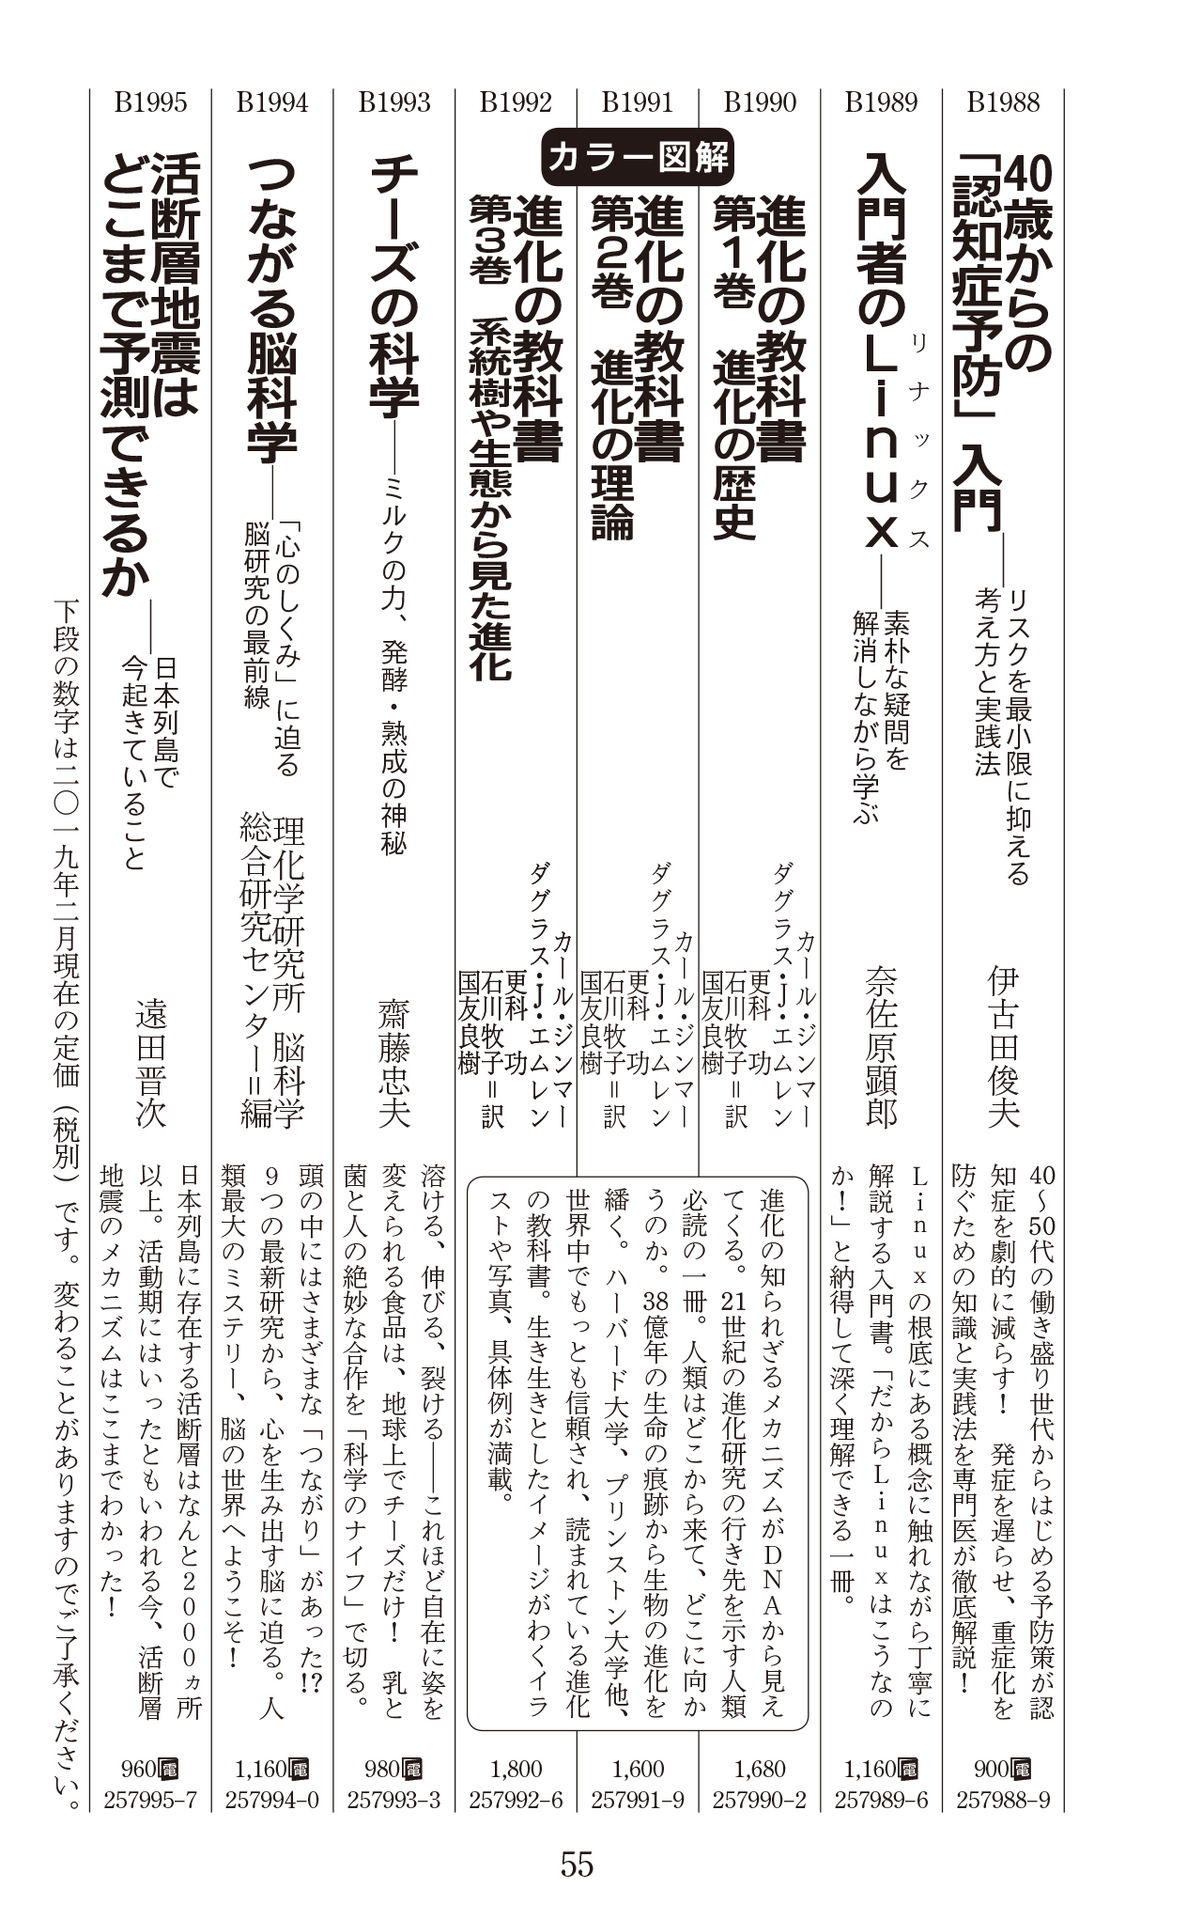 B1988
40歳からの
「認知症予防」入門
――リスクを最小限に抑える
考え方と実践法
伊古田俊夫
40〜50代の働き盛り世代からはじめる予防策が認
知症を劇的に減らす！　発症を遅らせ、重症化を
防ぐための知識と実践法を専門医が徹底解説！
900電
257988-9
B1989
入門者のLinux
リナックス
――素朴な疑問を
解消しながら学ぶ
奈佐原顕郎
Linuxの根底にある概念に触れながら丁寧に
解説する入門書。「だからLinuxはこうなの
か！」と納得して深く理解できる一冊。
1,160電
257989-6
カラー図解
B1990
進化の教科書
第1巻　進化の歴史
カール・ジンマー
ダグラス・J・エムレン
更科　功
石川牧子＝訳
国友良樹
1,680
257990-2
B1991
進化の教科書
第2巻　進化の理論
カール・ジンマー
ダグラス・J・エムレン
更科　功
石川牧子＝訳
国友良樹
1,600
257991-9
B1992
進化の教科書
第3巻　系統樹や生態から見た進化
カール・ジンマー
ダグラス・J・エムレン
更科　功
石川牧子＝訳
国友良樹
1,800
257992-6
進化の知られざるメカニズムがDNAから見え
てくる。21世紀の進化研究の行き先を示す人類
必読の一冊。人類はどこから来て、どこに向か
うのか。38億年の生命の痕跡から生物の進化を
繙く。ハーバード大学、プリンストン大学他、
世界中でもっとも信頼され、読まれている進化
の教科書。生き生きとしたイメージがわくイラ
ストや写真、具体例が満載。
B1993
チーズの科学
――ミルクの力、発酵・熟成の神秘
齋藤忠夫
溶ける、伸びる、裂ける――これほど自在に姿を
変えられる食品は、地球上でチーズだけ！　乳と
菌と人の絶妙な合作を「科学のナイフ」で切る。
980電
257993-3
B1994
つながる脳科学
――「心のしくみ」に迫る
脳研究の最前線
理化学研究所　脳科学
総合研究センター＝編
頭の中にはさまざまな「つながり」があった!?
9つの最新研究から、心を生み出す脳に迫る。人
類最大のミステリー、脳の世界へようこそ！
1,160電
257994-0
B1995
活断層地震は
どこまで予測できるか
――日本列島で
今起きていること
遠田晋次
日本列島に存在する活断層はなんと2000ヵ所
以上。活動期にはいったともいわれる今、活断層
地震のメカニズムはここまでわかった！
960電
257995-7
下段の数字は二〇一九年二月現在の定価（税別）です。変わることがありますのでご了承ください。
55